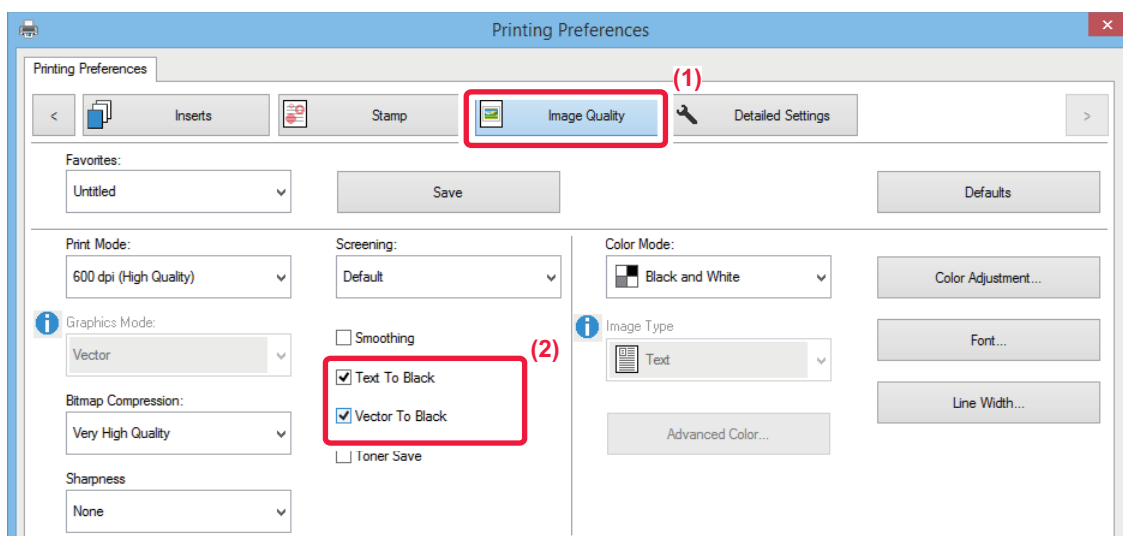 Printing Preferences
×
Printing Preferences
(1)
< Inserts Stamp Image Quality Detailed Settings >
Favorites:
Untitled Save Defaults
Print Mode: Screening: Color Mode:
600 dpi (High Quality) Default Black and White Color Adjustment...
Graphics Mode: Smoothing Image Type Font...
Vector (2) Text
Text To Black
Bitmap Compression: Vector To Black Line Width...
Very High Quality Advanced Color...
Toner Save
Sharpness
None